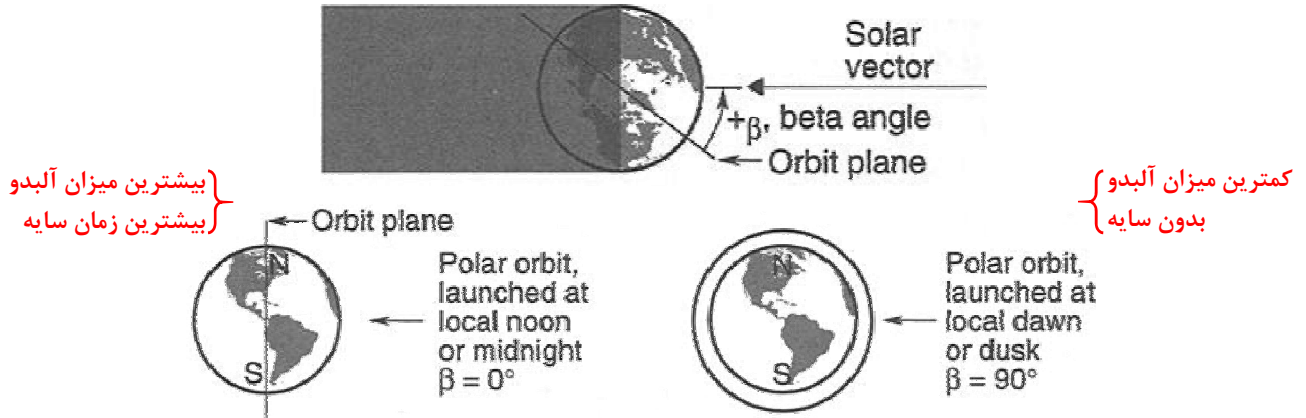 Solar
vector
+β, beta angle
Orbit plane
بیشترین میزان آلبدو
بیشترین زمان سایه
کمترین میزان آلبدو
بدون سایه
Orbit plane
N
S
Polar orbit,
launched at
local noon
or midnight
β = 0°
N
S
Polar orbit,
launched at
local dawn
or dusk
β = 90°